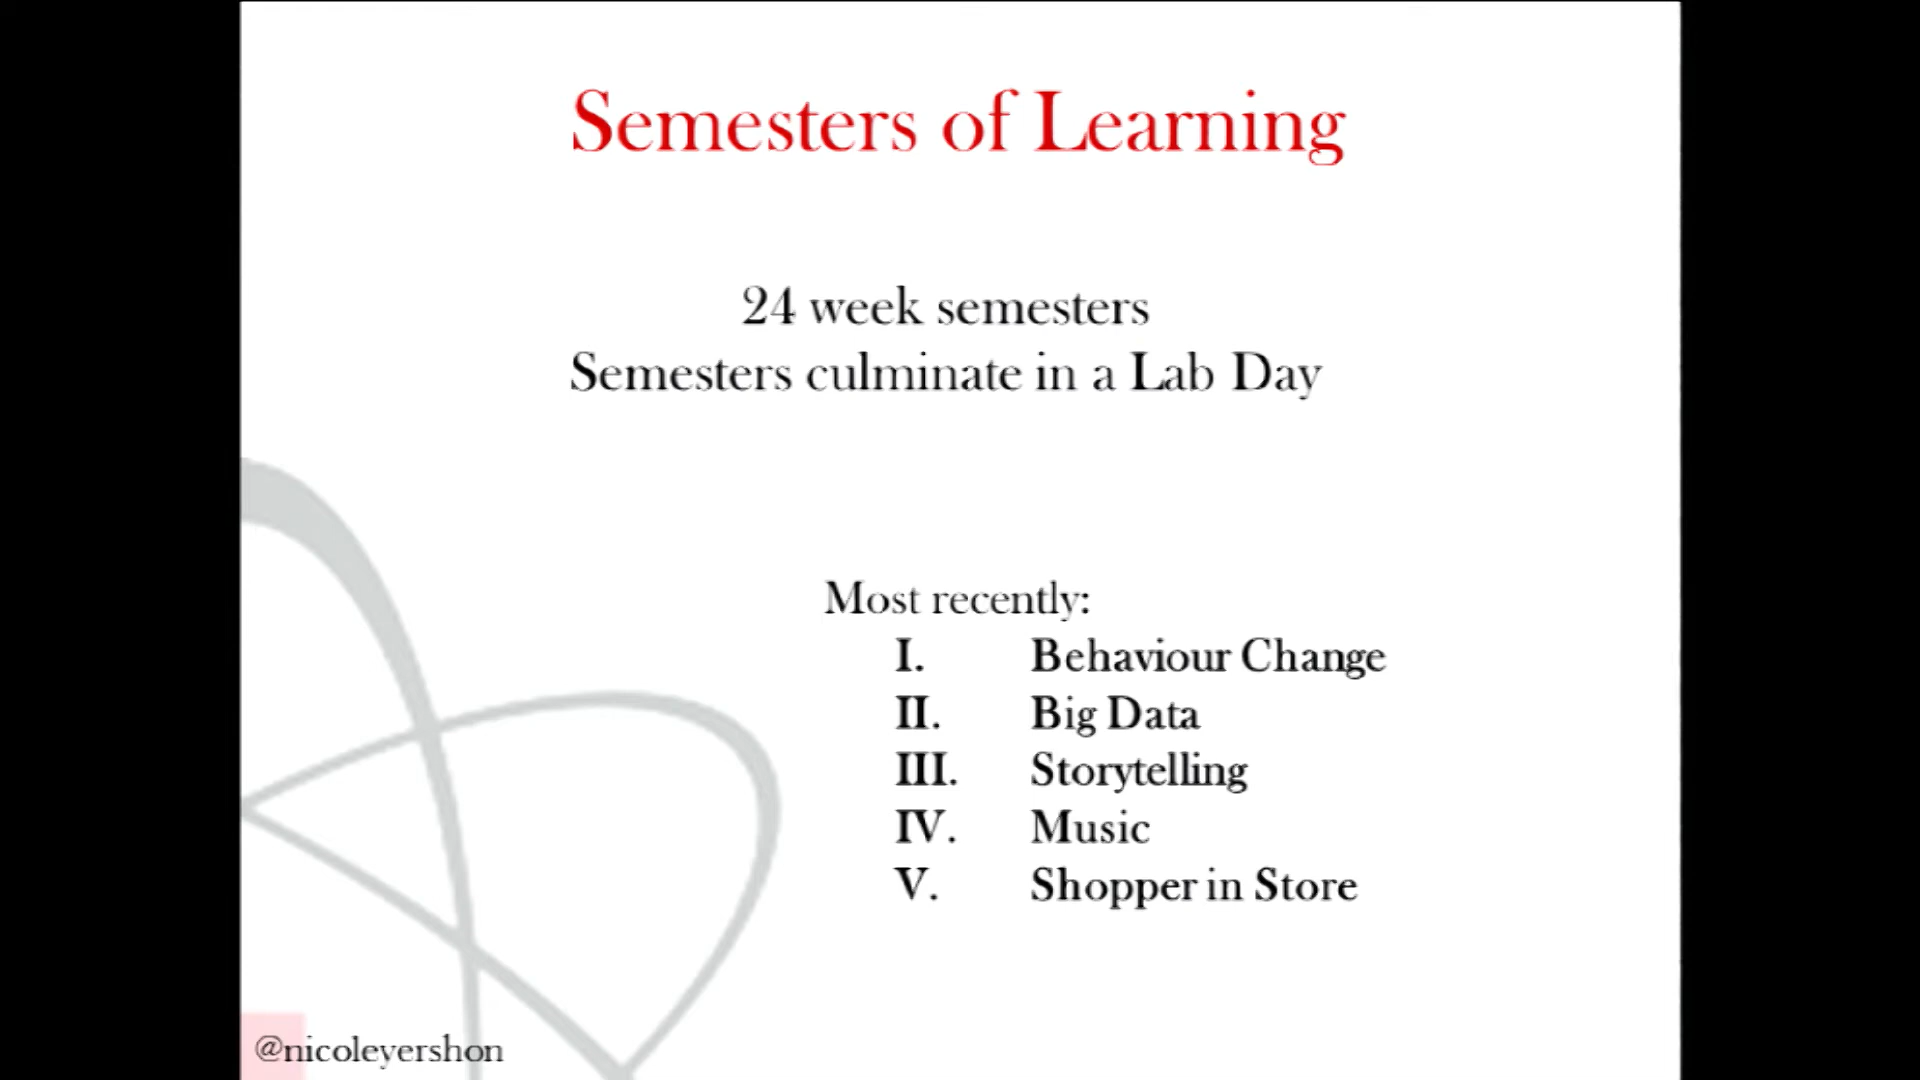 Semesters of Learning
24 week semesters
Semesters culminate in a Lab Day
Most recently:
I. Behaviour Change
II. Big Data
III. Storytelling
IV. Music
V. Shopper in Store
@nicoleyershon